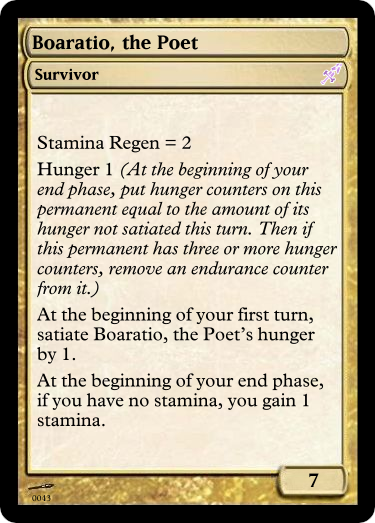 Boaratio, the Poet
Survivor
Stamina Regen = 2
Hunger 1 (At the beginning of your
end phase, put hunger counters on this
permanent equal to the amount of its
hunger not satiated this turn. Then if
this permanent has three or more hunger
counters, remove an endurance counter
from it.)
At the beginning of your first turn,
satiate Boaratio, the Poet's hunger
by 1.
At the beginning of your end phase,
if you have no stamina, you gain 1
stamina.
7
0043